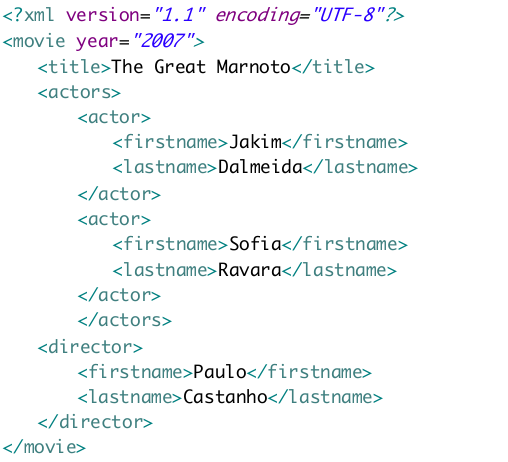 <?xml version="1.1" encoding="UTF-8"?>
<movie year="2007">
<title>The Great Marnoto</title>
<actors>
<actor>
<firstname>Jakim</firstname>
<lastname>Dalmeida</lastname>
</actor>
<actor>
<firstname>Sofia</firstname>
<lastname>Ravara</lastname>
</actor>
</actors>
<director>
<firstname>Paulo</firstname>
<lastname>Castanho</lastname>
</director>
</movie>